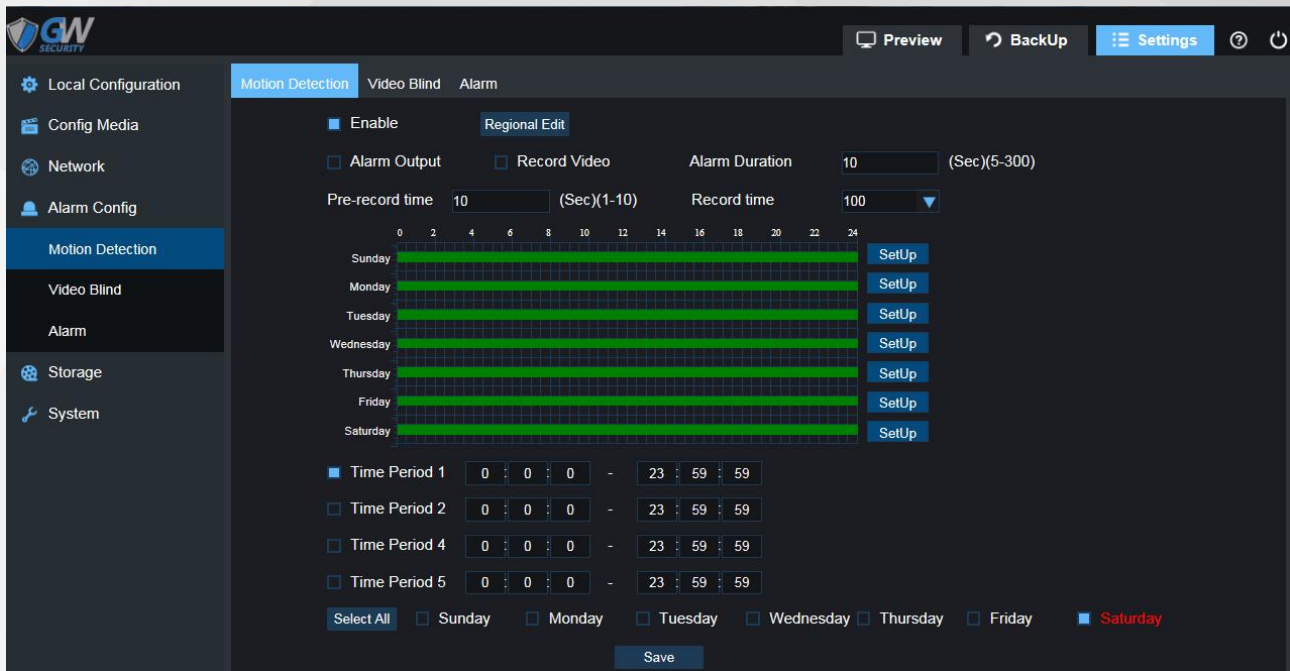 GW SECURITY
Preview BackUp Settings
Local Configuration
Config Media
Network
Alarm Config
Motion Detection
Video Blind
Alarm
Storage
System
Motion Detection Video Blind Alarm
Enable Regional Edit
Alarm Output Record Video Alarm Duration 10 (Sec)(5-300)
Pre-record time 10 (Sec)(1-10) Record time 100
0 2 4 6 8 10 12 14 16 18 20 22 24
Sunday SetUp
Monday SetUp
Tuesday SetUp
Wednesday SetUp
Thursday SetUp
Friday SetUp
Saturday SetUp
Time Period 1 0 : 0 : 0 - 23 : 59 : 59
Time Period 2 0 : 0 : 0 - 23 : 59 : 59
Time Period 4 0 : 0 : 0 - 23 : 59 : 59
Time Period 5 0 : 0 : 0 - 23 : 59 : 59
Select All Sunday Monday Tuesday Wednesday Thursday Friday Saturday
Save